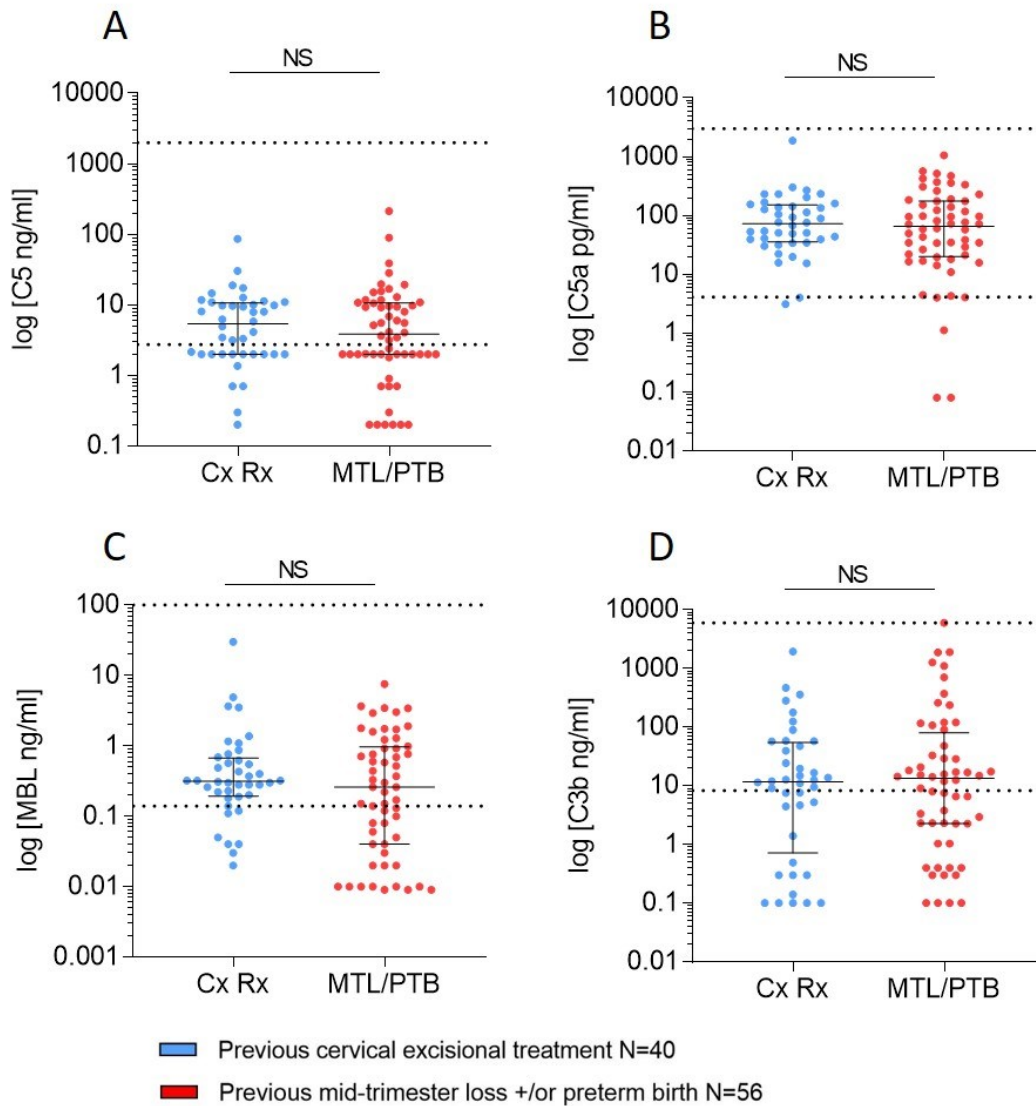 A
NS
log [C5 ng/ml]
10000
1000
100
10
1
0.1
Cx Rx MTL/PTB
B
NS
log [C5a pg/ml]
10000
1000
100
10
1
0.1
0.01
Cx Rx MTL/PTB
C
NS
log [MBL ng/ml]
100
10
1
0.1
0.01
0.001
Cx Rx MTL/PTB
D
NS
log [C3b ng/ml]
10000
1000
100
10
1
0.1
0.01
Cx Rx MTL/PTB
Previous cervical excisional treatment N=40
Previous mid-trimester loss +/or preterm birth N=56